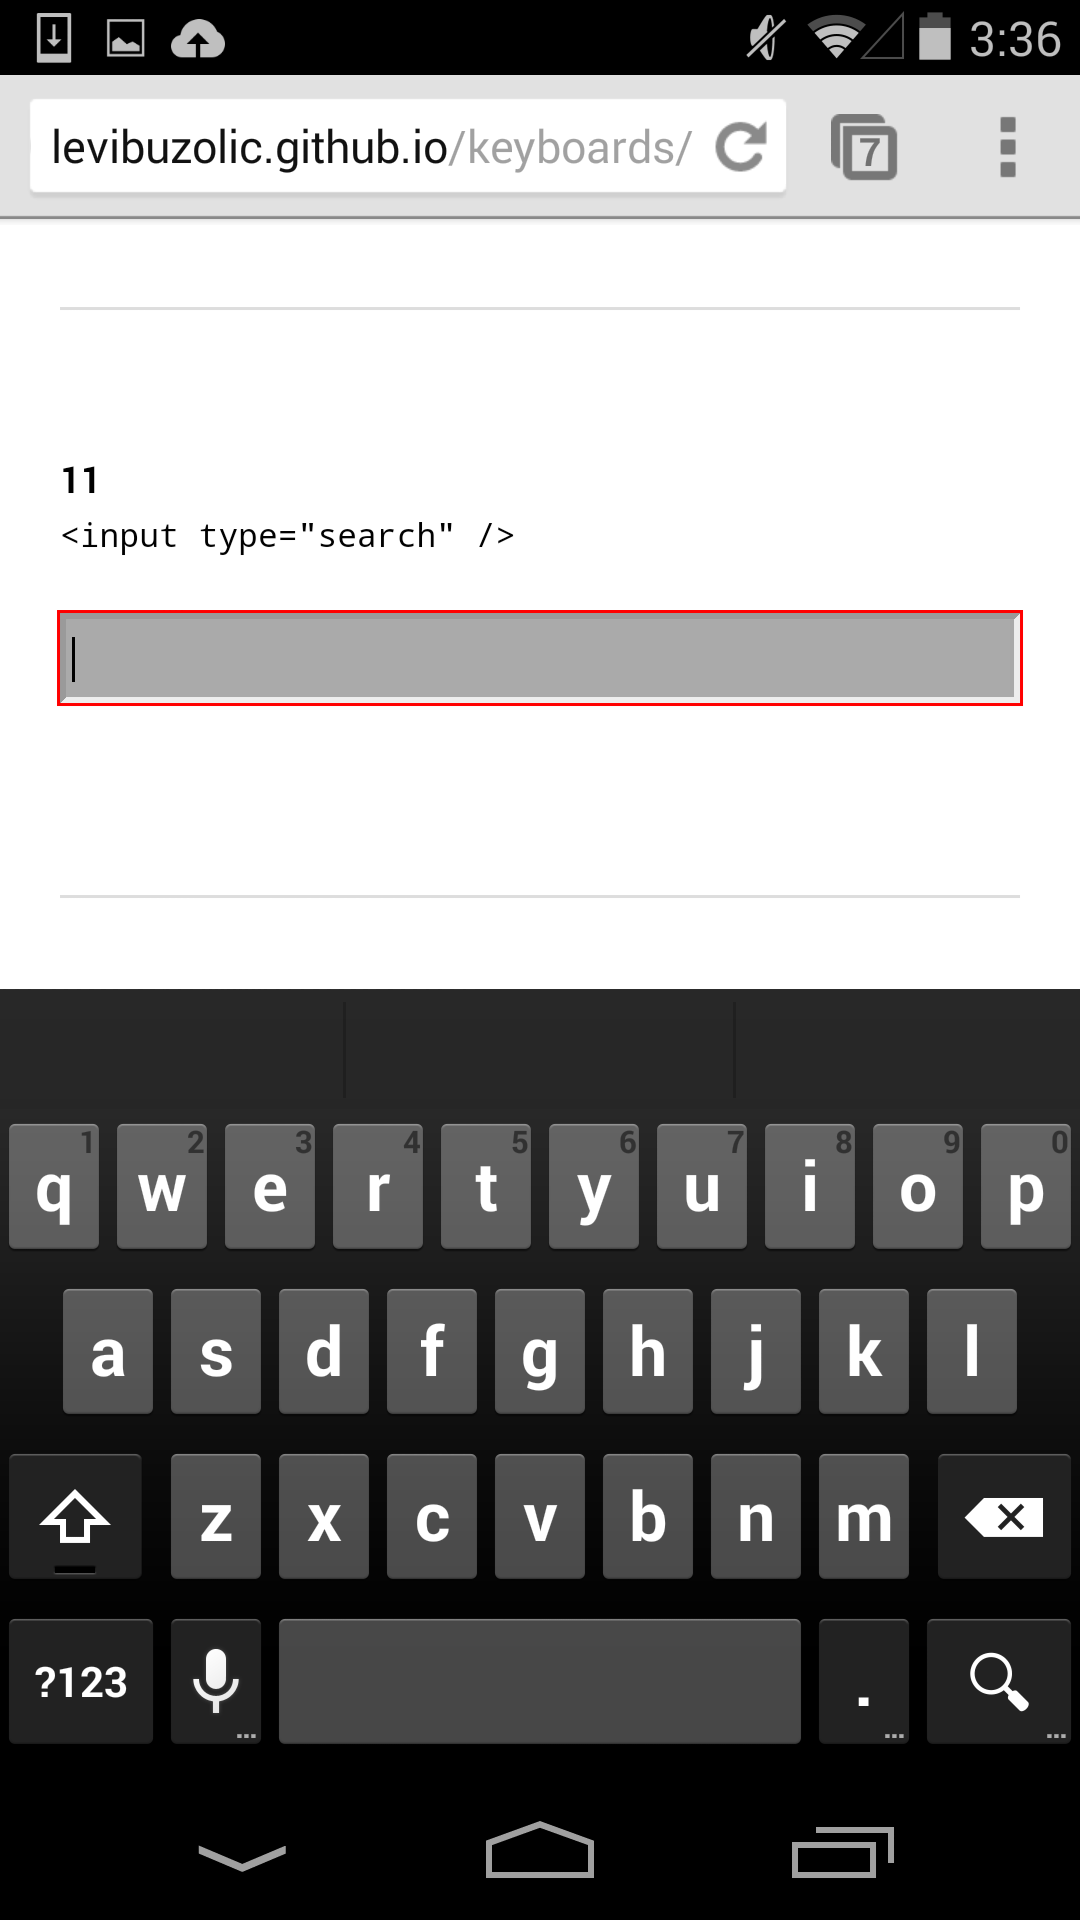 3:36
levibuzolic.github.io/keyboards/ 7
11
<input type="search" />
1 2 3 4 5 6 7 8 9 0
q w e r t y u i o p
a s d f g h j k l
z x c v b n m
?123 .